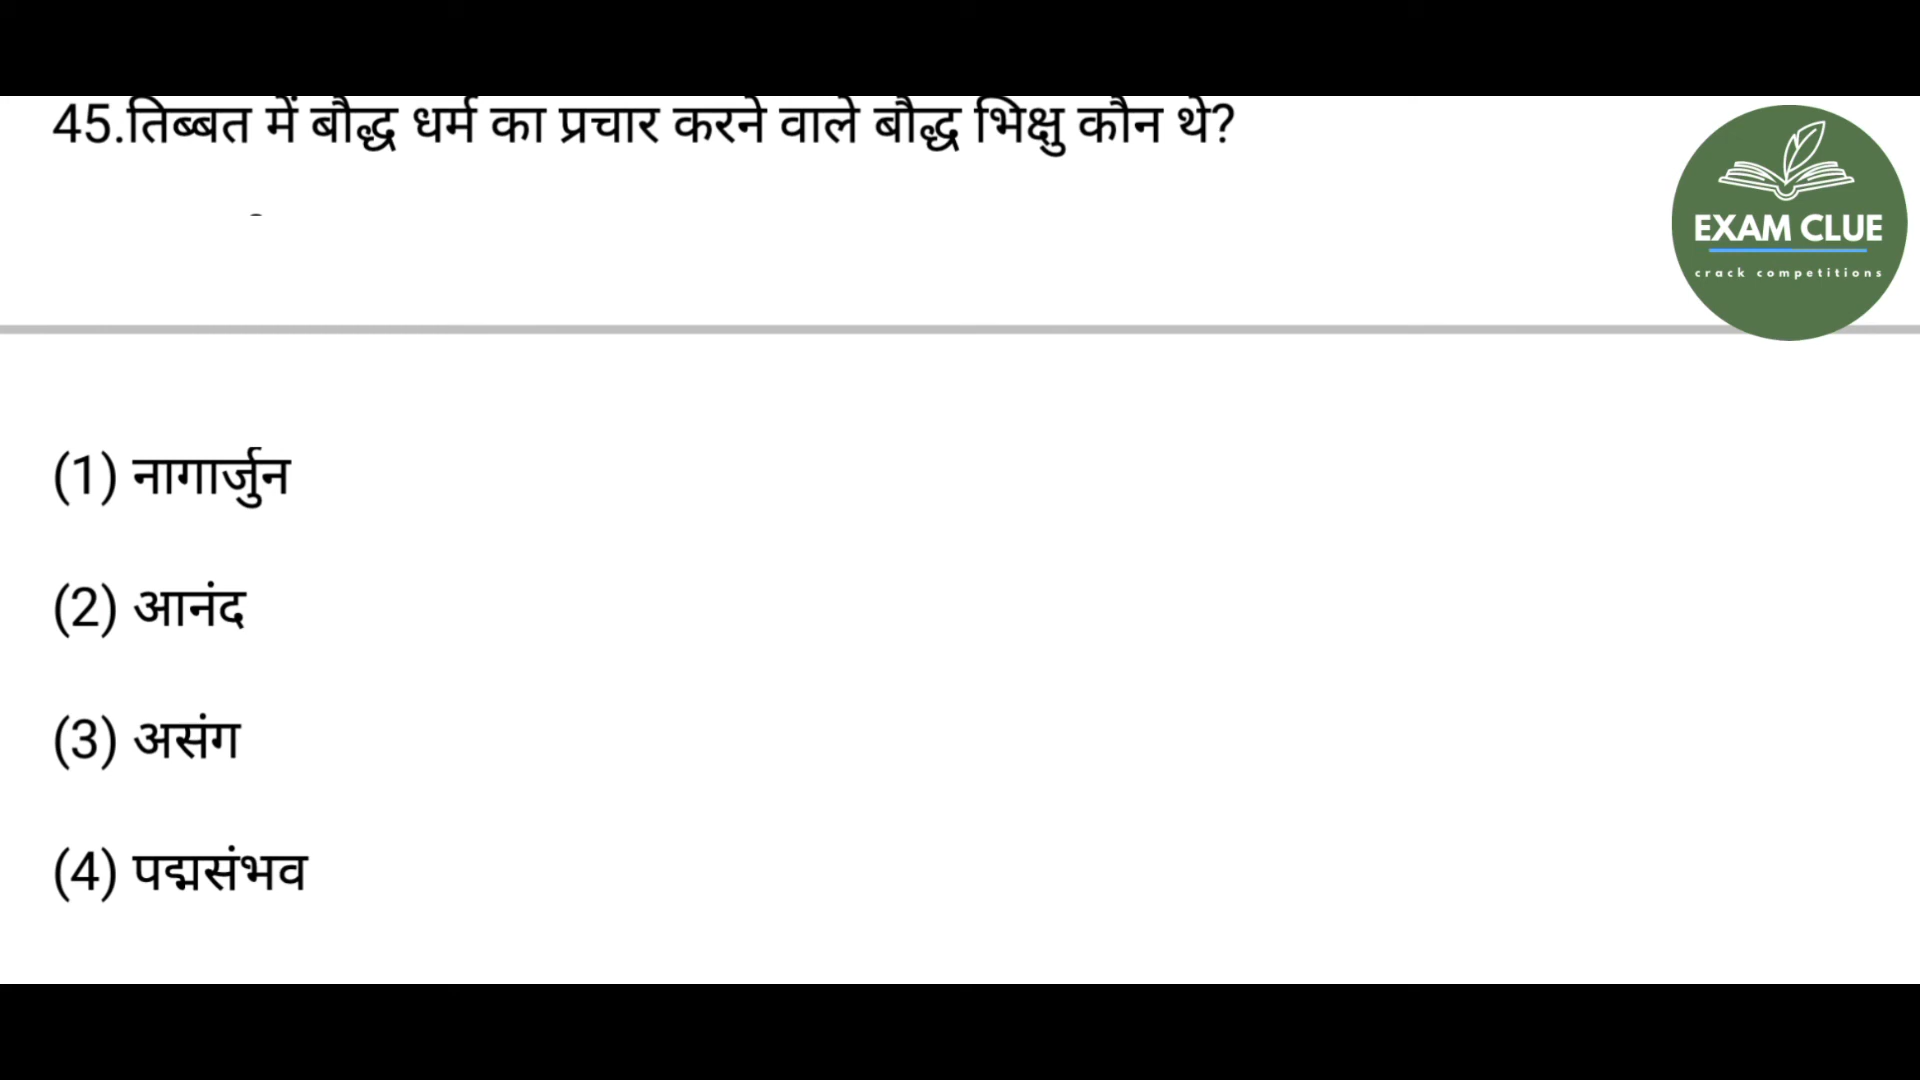 45.तिब्बत में बौद्ध धर्म का प्रचार करने वाले बौद्ध भिक्षु कौन थे?
EXAM CLUE
crack competitions
(1) नागार्जुन
(2) आनंद
(3) असंग
(4) पद्मसंभव